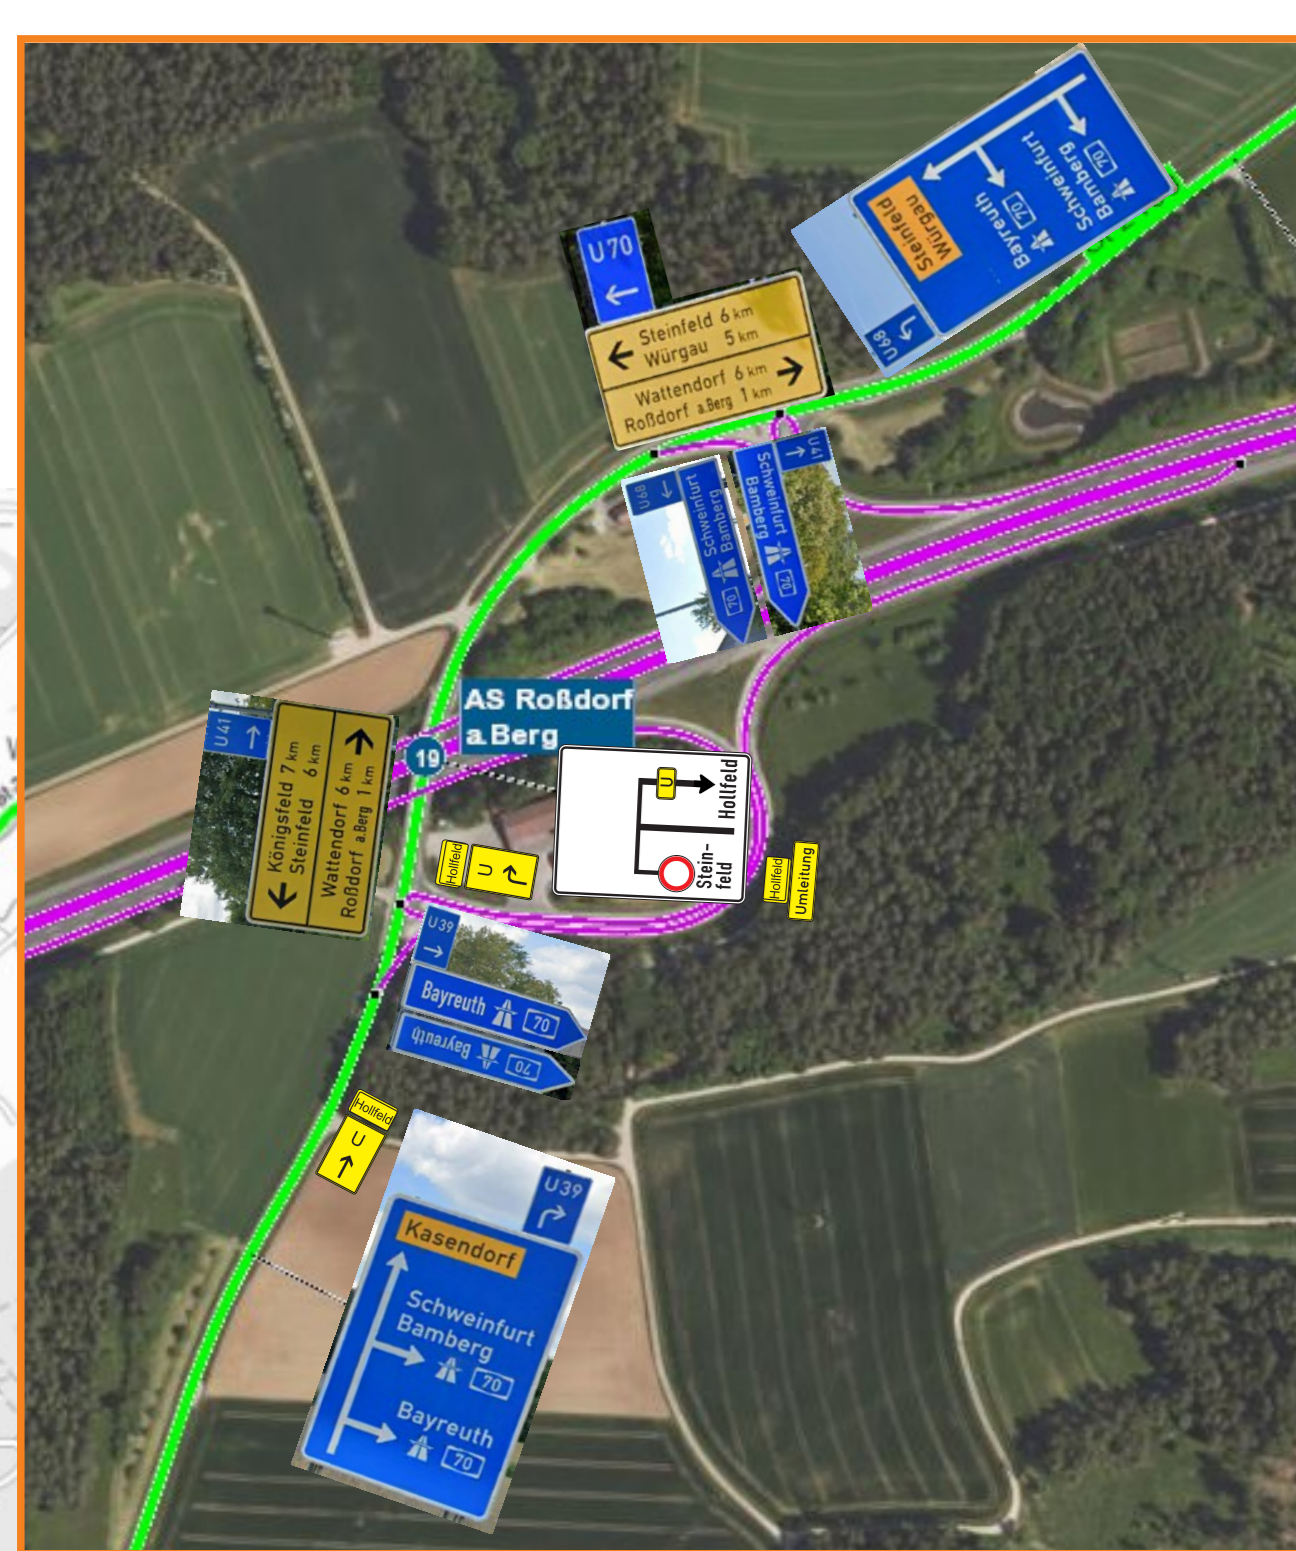 Schweinfurt
Bamberg
70
Bayreuth
70
Steinfeld
Würgau
U68
U70
Steinfeld 6 km
Würgau 5 km
Wattendorf 6 km
Roßdorf a.Berg 1 km
U68
Schweinfurt
Bamberg
70
U41
Schweinfurt
Bamberg
70
AS Roßdorf
a.Berg
19
U41
Königsfeld 7 km
Steinfeld 6 km
Wattendorf 6 km
Roßdorf a.Berg 1 km
Hollfeld
U
U
Hollfeld
Stein-
feld
Hollfeld
Umleitung
U39
Bayreuth
70
Bayreuth
70
Hollfeld
U
U39
Kasendorf
Schweinfurt
Bamberg
70
Bayreuth
70